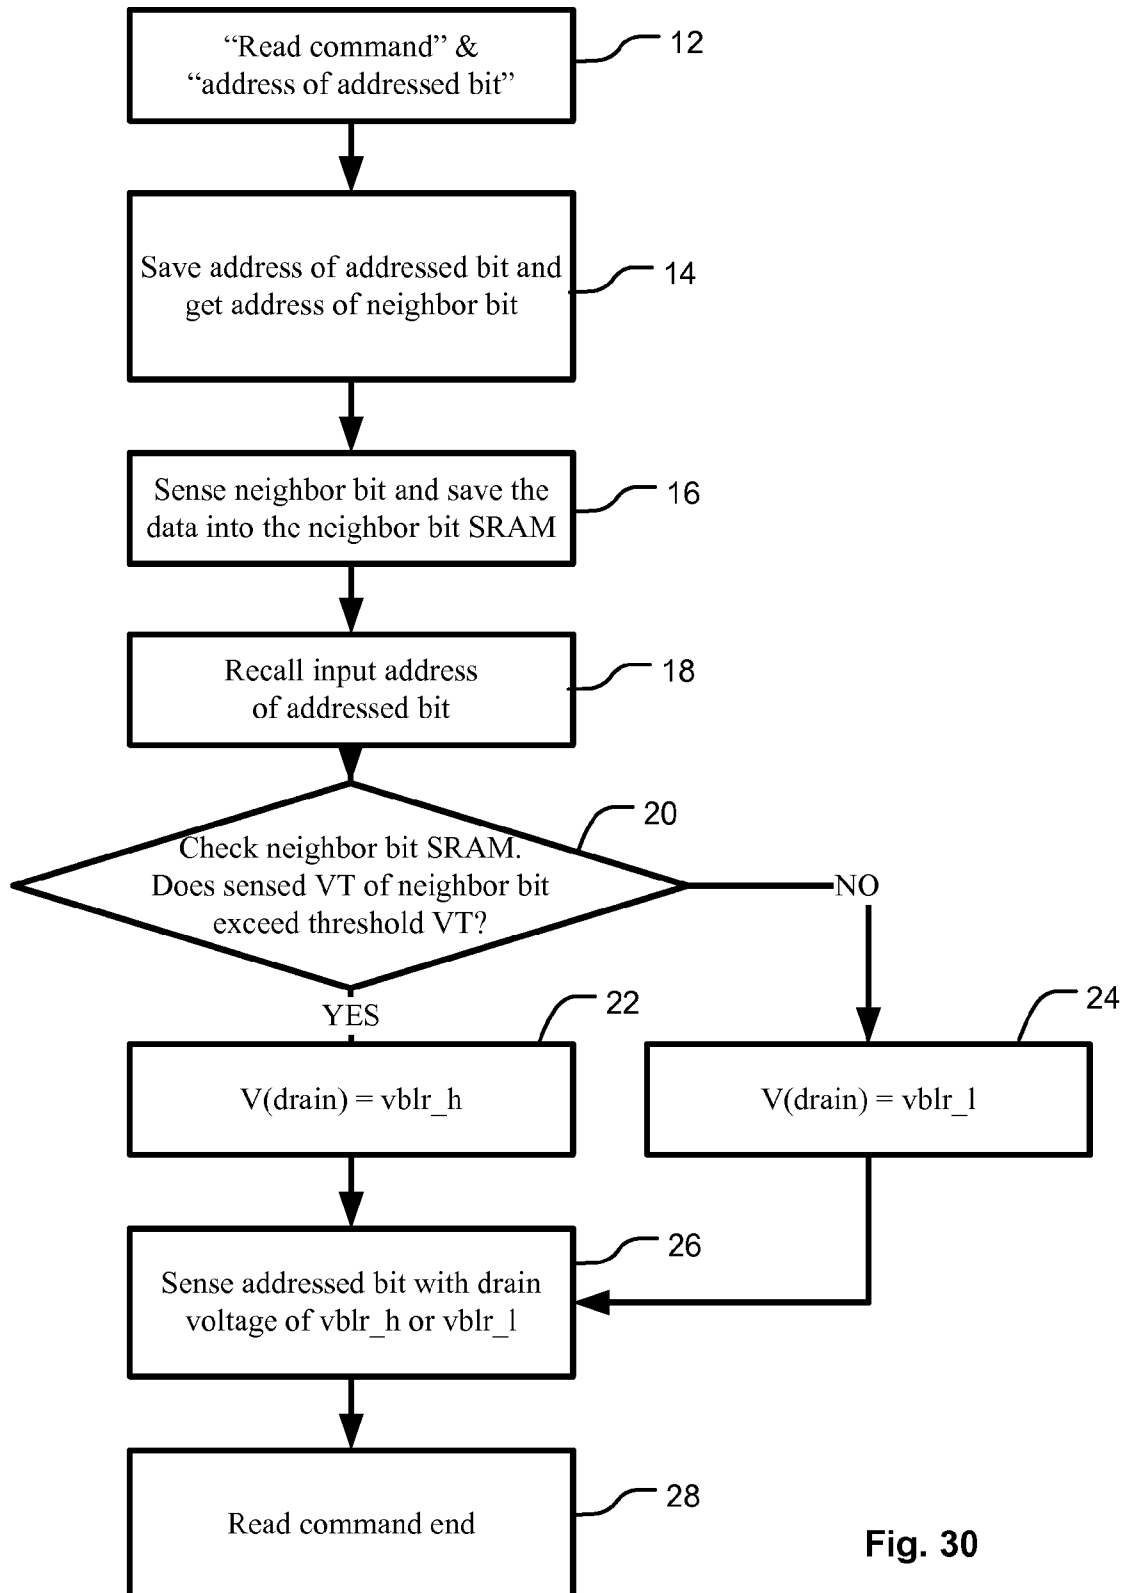 “Read command” &
“address of addressed bit”
12
Save address of addressed bit and
get address of neighbor bit
14
Sense neighbor bit and save the
data into the neighbor bit SRAM
16
Recall input address
of addressed bit
18
Check neighbor bit SRAM.
Does sensed VT of neighbor bit
exceed threshold VT?
20
NO
YES
22
V(drain) = vblr_h
24
V(drain) = vblr_l
Sense addressed bit with drain
voltage of vblr_h or vblr_l
26
Read command end
28
Fig. 30